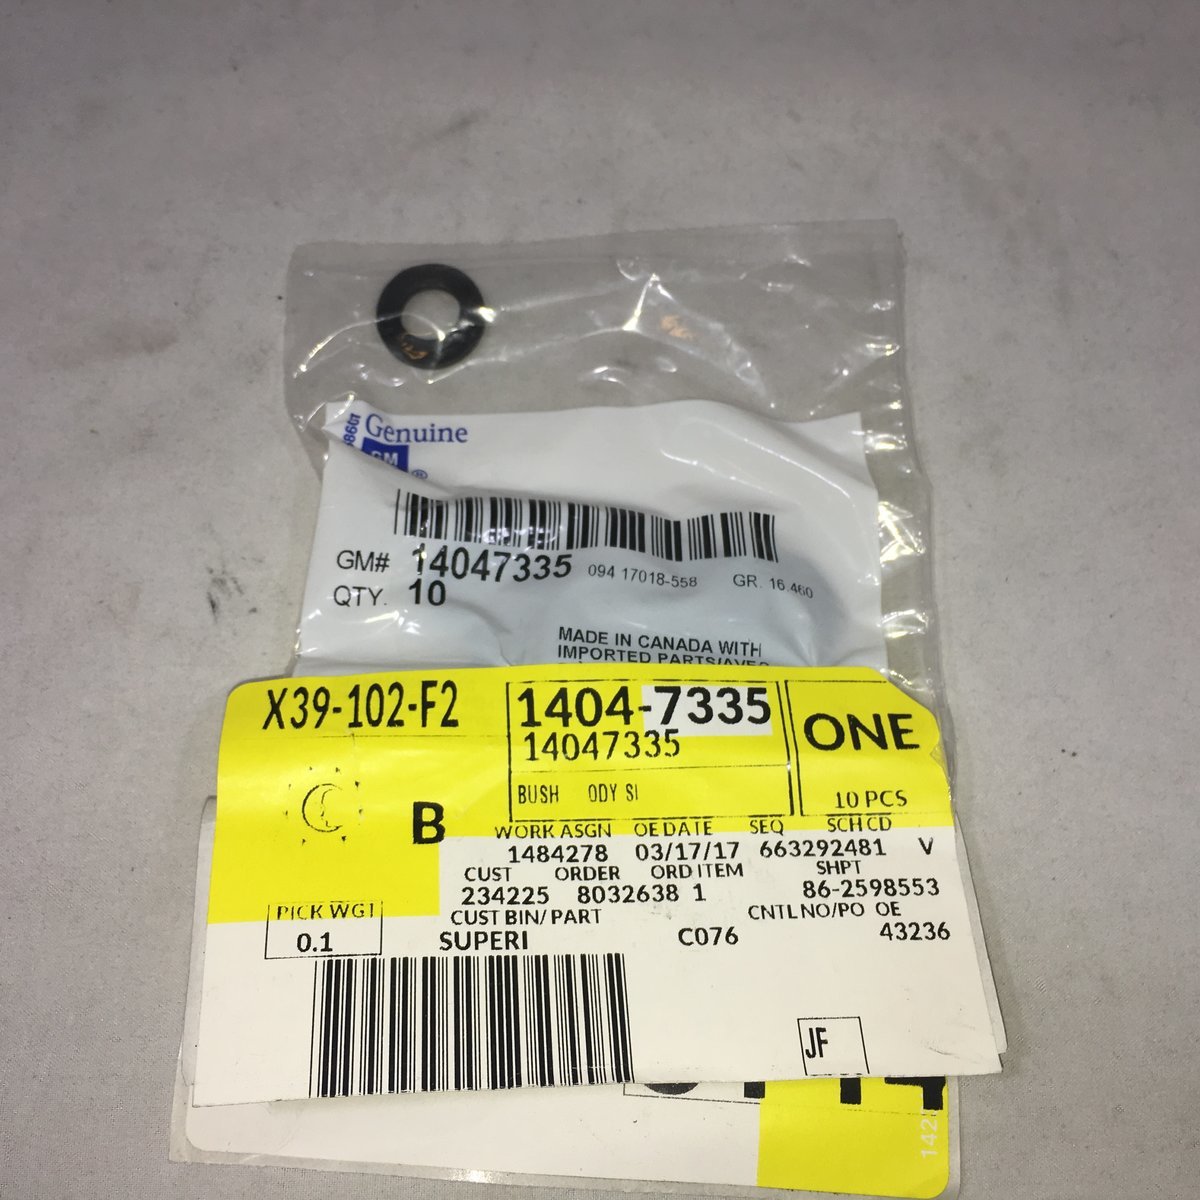 Genuine
GM
®
GM# 14047335 094 17018-558 GR. 16.460
QTY. 10
MADE IN CANADA WITH
IMPORTED PARTS/AVEC
X39-102-F2 1404-7335 ONE
14047335
BUSH ODY SI 10 PCS
B
WORK ASGN OE DATE SEQ SCH CD
1484278 03/17/17 663292481 V
CUST ORDER ORD ITEM SHPT
234225 8032638 1 86-2598553
PICK WGT CUST BIN/PART CNTL NO/PO OE
0.1 SUPERI C076 43236
JF